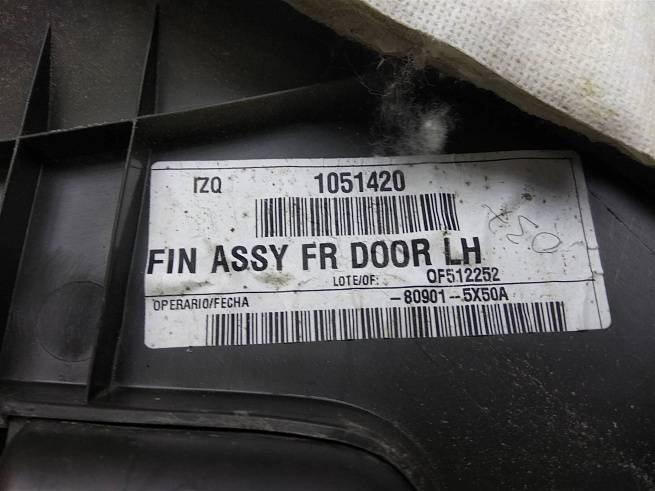 IZQ 1051420
FIN ASSY FR DOOR LH
LOTE/OF: OF512252
OPERARIO/FECHA -80901--5X50A